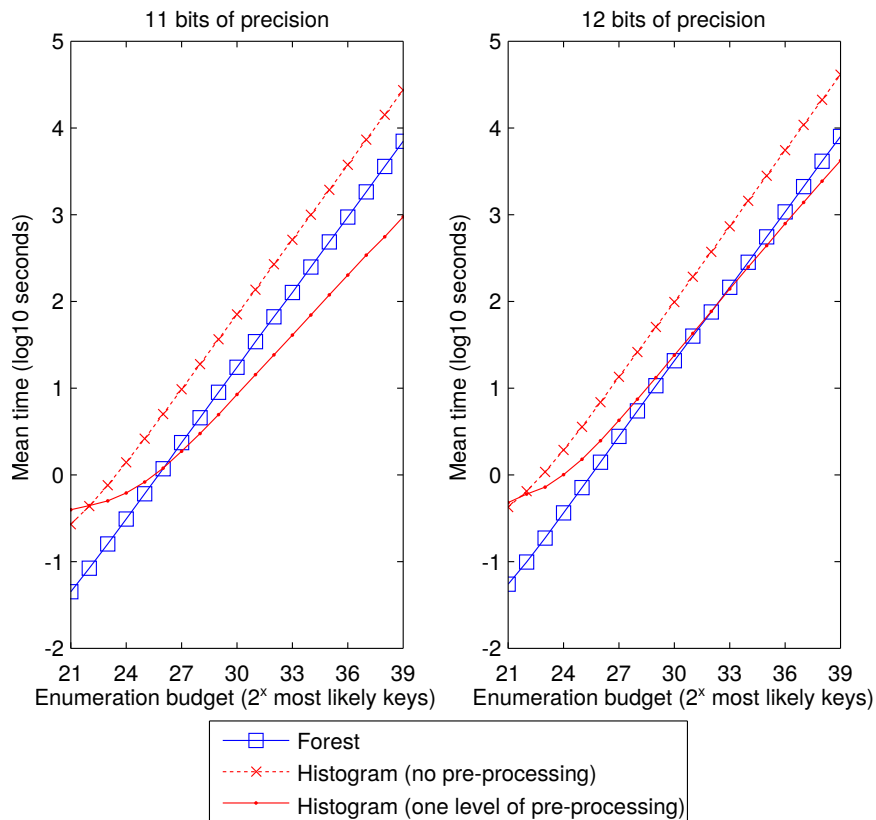 11 bits of precision
12 bits of precision
Mean time (log10 seconds)
5
4
3
2
1
0
-1
-2
21 24 27 30 33 36 39
Enumeration budget (2^x most likely keys)
Mean time (log10 seconds)
5
4
3
2
1
0
-1
-2
21 24 27 30 33 36 39
Enumeration budget (2^x most likely keys)
Forest
Histogram (no pre-processing)
Histogram (one level of pre-processing)